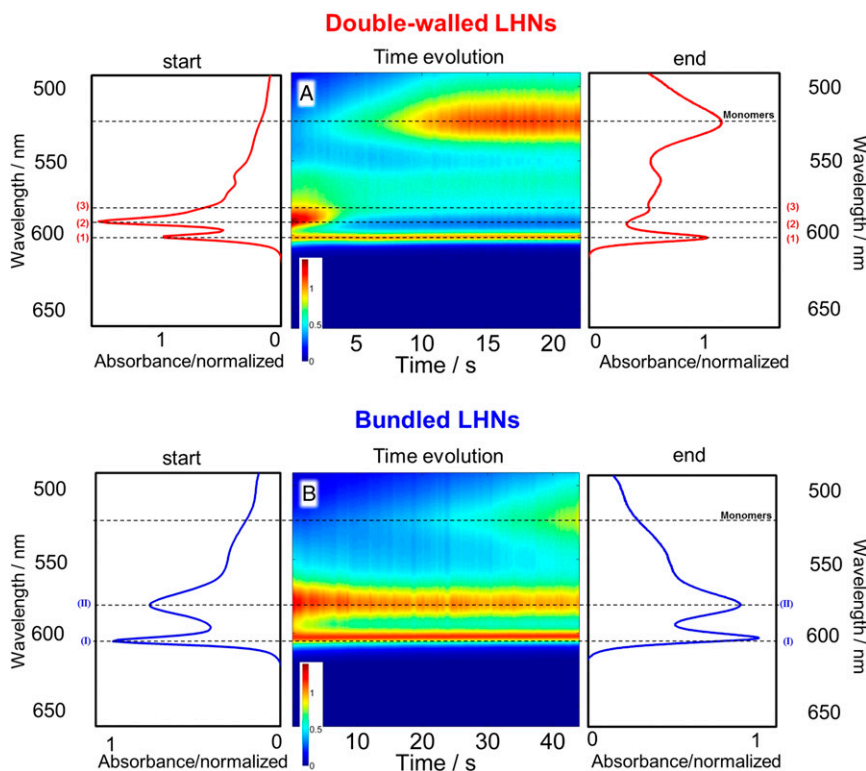 Double-walled LHNs
start
Time evolution
end
A
500
550
600
650
Wavelength / nm
(3)
(2)
(1)
1
0
Absorbance/normalized
1
0.5
0
5
10
15
20
Time / s
Monomers
(3)
(2)
(1)
0
1
Absorbance/normalized
500
550
600
650
Wavelength / nm
Bundled LHNs
start
Time evolution
end
B
500
550
600
650
Wavelength / nm
(II)
(I)
1
0
Absorbance/normalized
1
0.5
0
10
20
30
40
Time / s
Monomers
(II)
(I)
0
1
Absorbance/normalized
500
550
600
650
Wavelength/ nm